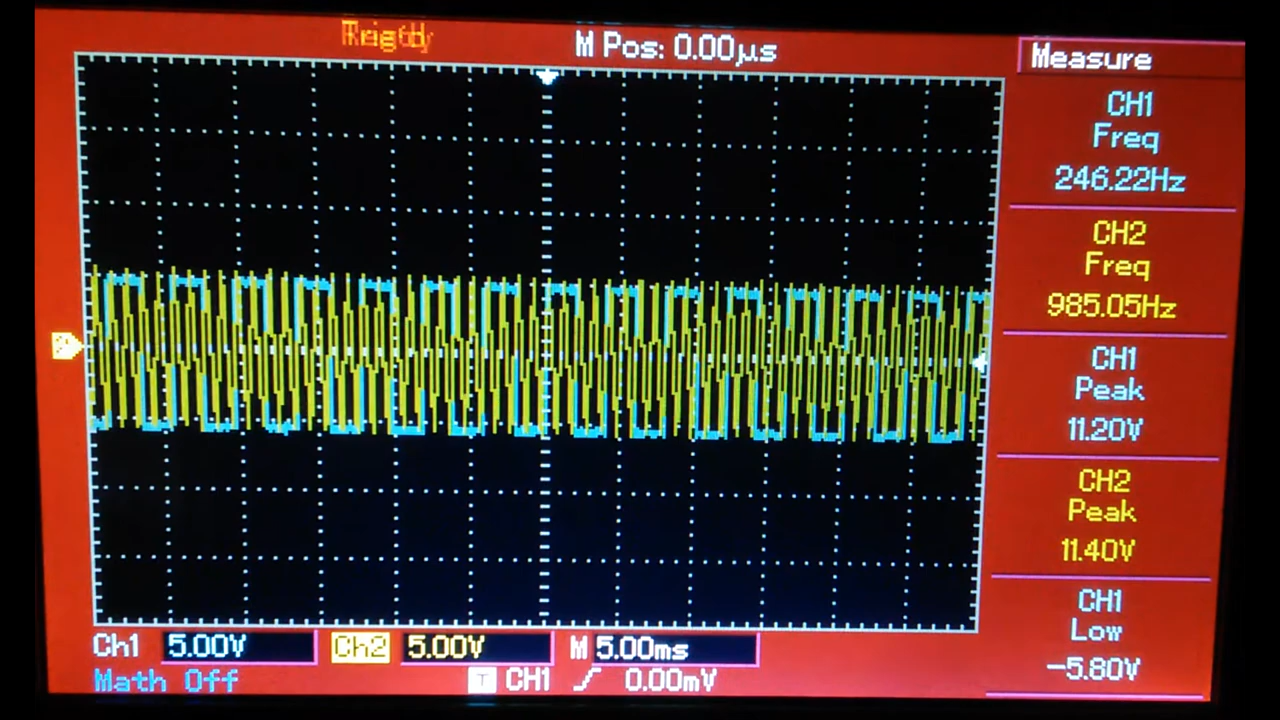 M Pos: 0.00µs
Measure
CH1
Freq
246.22Hz
CH2
Freq
985.05Hz
CH1
Peak
11.20V
CH2
Peak
11.40V
CH1
Low
-5.80V
Ch1 5.00V Ch2 5.00V M 5.00ms
Math Off T CH1 0.00mV